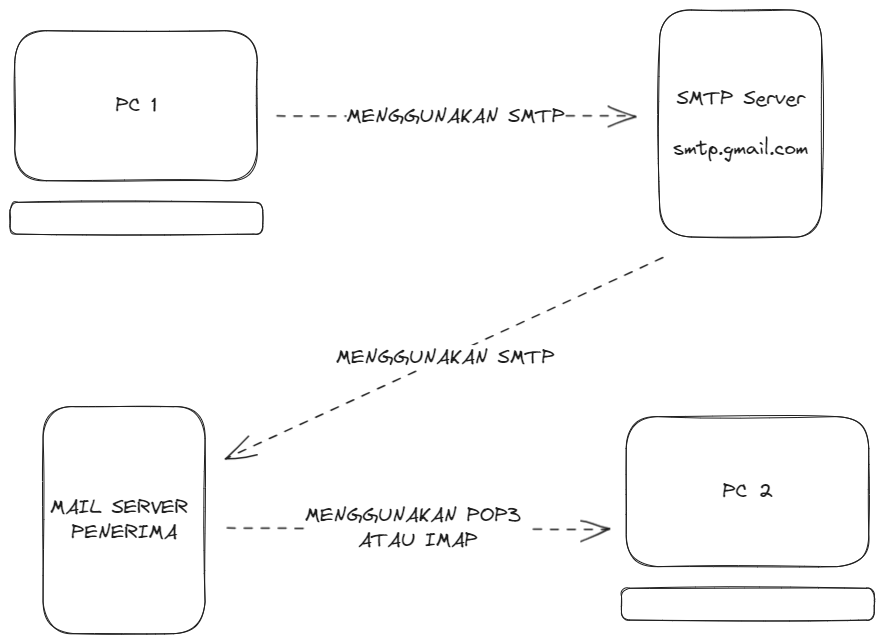 PC 1
MENGGUNAKAN SMTP
SMTP Server
smtp.gmail.com
MENGGUNAKAN SMTP
MAIL SERVER
PENERIMA
MENGGUNAKAN POP3
ATAU IMAP
PC 2